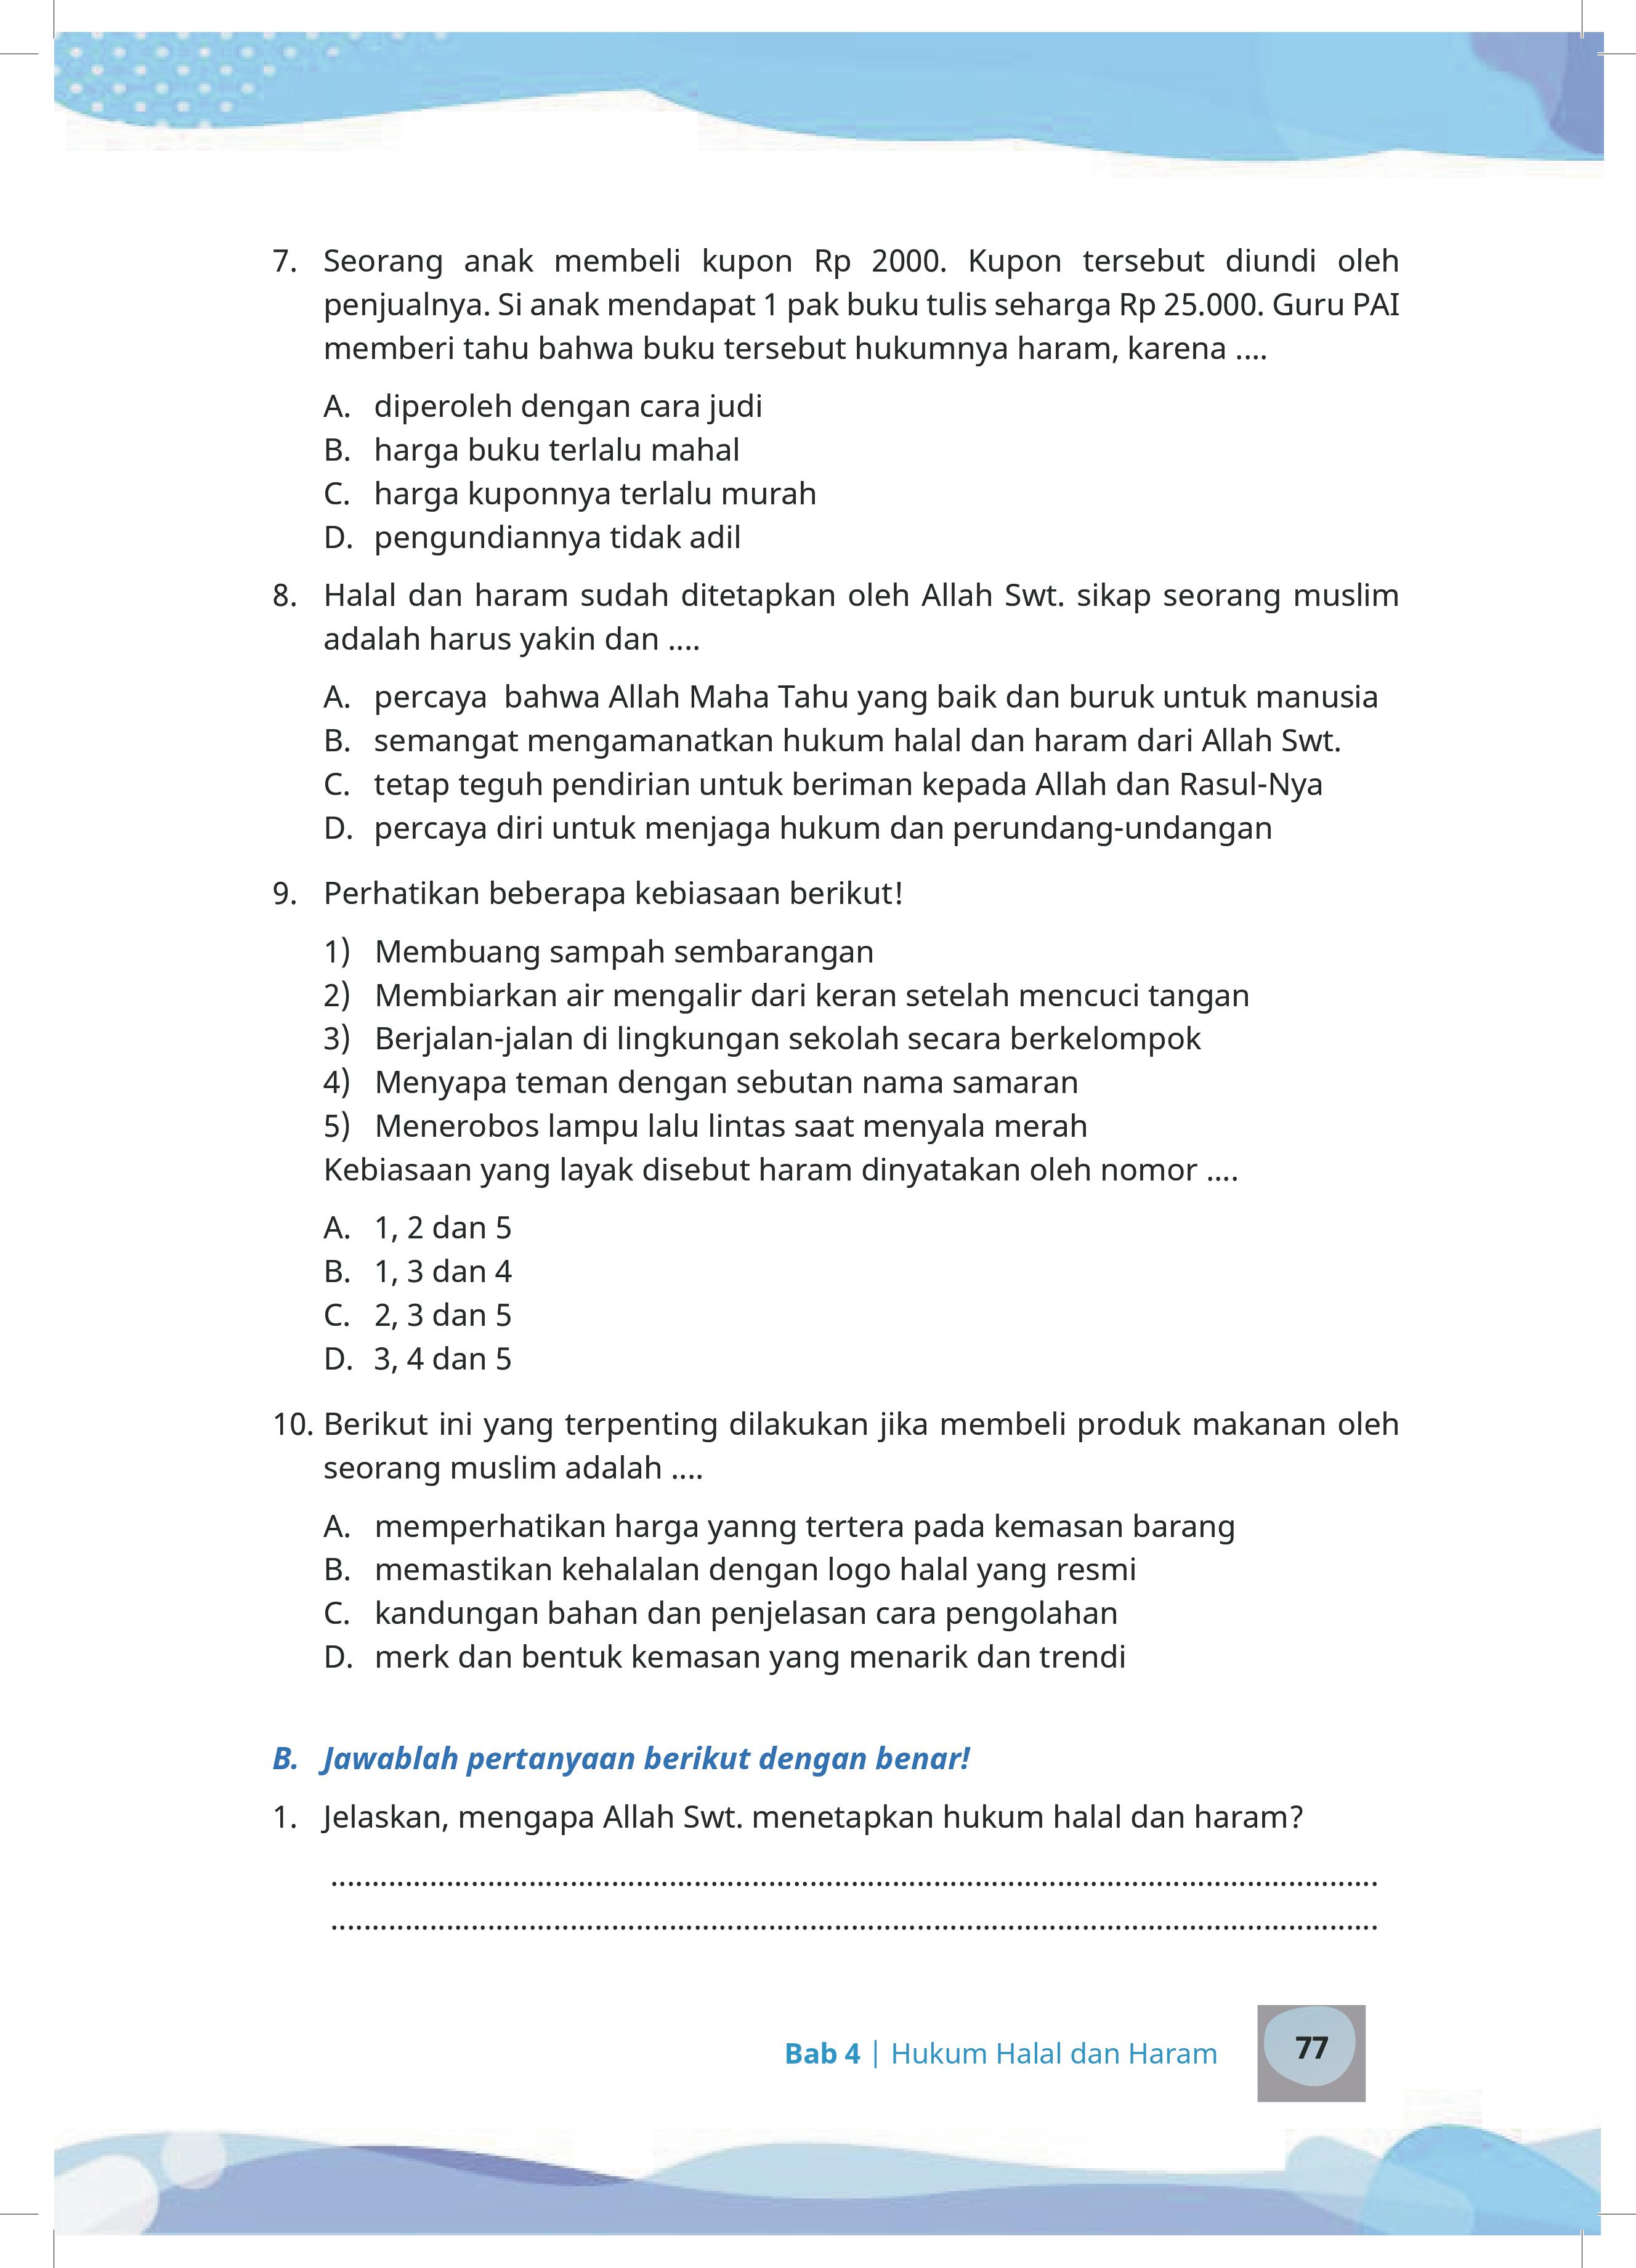 7. Seorang anak membeli kupon Rp 2000. Kupon tersebut diundi oleh
penjualnya. Si anak mendapat 1 pak buku tulis seharga Rp 25.000. Guru PAI
memberi tahu bahwa buku tersebut hukumnya haram, karena ....
A. diperoleh dengan cara judi
B. harga buku terlalu mahal
C. harga kuponnya terlalu murah
D. pengundiannya tidak adil
8. Halal dan haram sudah ditetapkan oleh Allah Swt. sikap seorang muslim
adalah harus yakin dan ....
A. percaya bahwa Allah Maha Tahu yang baik dan buruk untuk manusia
B. semangat mengamanatkan hukum halal dan haram dari Allah Swt.
C. tetap teguh pendirian untuk beriman kepada Allah dan Rasul-Nya
D. percaya diri untuk menjaga hukum dan perundang-undangan
9. Perhatikan beberapa kebiasaan berikut!
1) Membuang sampah sembarangan
2) Membiarkan air mengalir dari keran setelah mencuci tangan
3) Berjalan-jalan di lingkungan sekolah secara berkelompok
4) Menyapa teman dengan sebutan nama samaran
5) Menerobos lampu lalu lintas saat menyala merah
Kebiasaan yang layak disebut haram dinyatakan oleh nomor ....
A. 1, 2 dan 5
B. 1, 3 dan 4
C. 2, 3 dan 5
D. 3, 4 dan 5
10. Berikut ini yang terpenting dilakukan jika membeli produk makanan oleh
seorang muslim adalah ....
A. memperhatikan harga yanng tertera pada kemasan barang
B. memastikan kehalalan dengan logo halal yang resmi
C. kandungan bahan dan penjelasan cara pengolahan
D. merk dan bentuk kemasan yang menarik dan trendi
B. Jawablah pertanyaan berikut dengan benar!
1. Jelaskan, mengapa Allah Swt. menetapkan hukum halal dan haram?
................................................................................................................................
................................................................................................................................
Bab 4 | Hukum Halal dan Haram
77